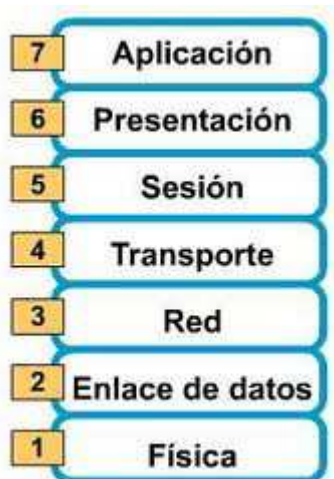 7 Aplicación
6 Presentación
5 Sesión
4 Transporte
3 Red
2 Enlace de datos
1 Física